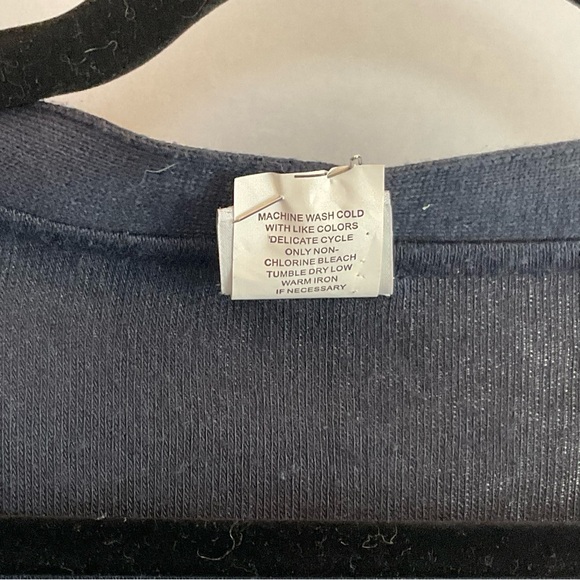 MACHINE WASH COLD
WITH LIKE COLORS
DELICATE CYCLE
ONLY NON-
CHLORINE BLEACH
TUMBLE DRY LOW
WARM IRON
IF NECESSARY